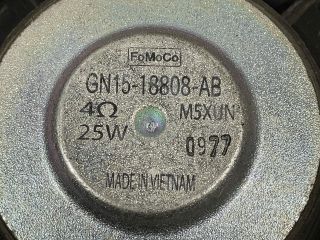 FoMoCo
GN15-18808-AB
4Ω M5XUN
25W 0977
MADE IN VIETNAM